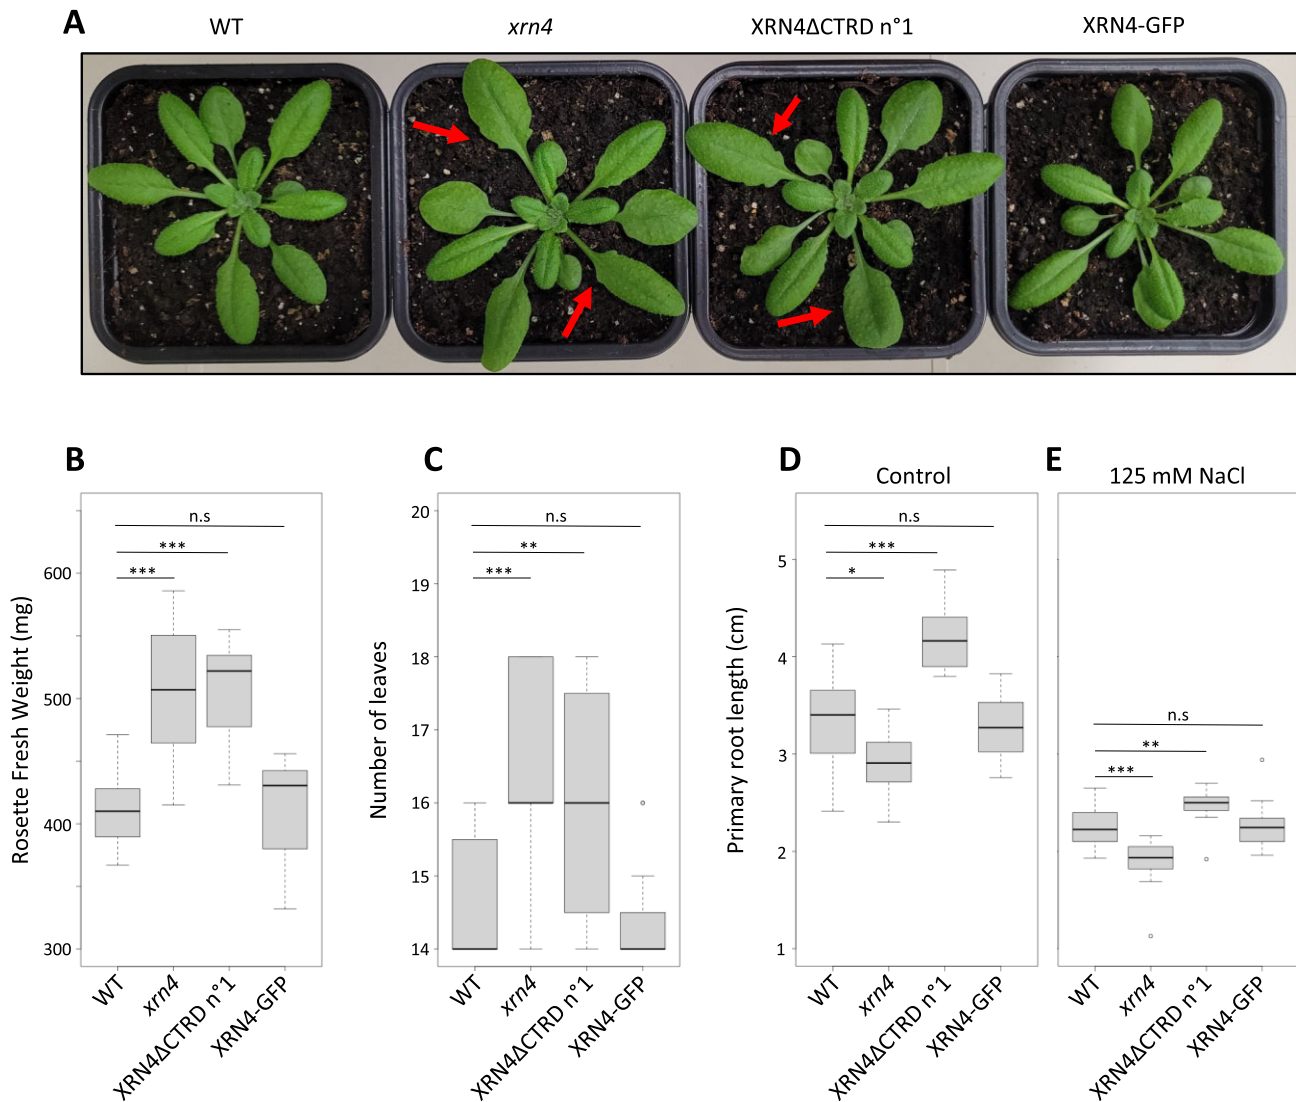 A
WT
xrn4
XRN4ΔCTRD n°1
XRN4-GFP
B
Rosette Fresh Weight (mg)
600
500
400
300
n.s
***
***
WT
xrn4
XRN4ΔCTRD n°1
XRN4-GFP
C
Number of leaves
20
19
18
17
16
15
14
n.s
**
***
WT
xrn4
XRN4ΔCTRD n°1
XRN4-GFP
D
Control
Primary root length (cm)
5
4
3
2
1
n.s
***
*
WT
xrn4
XRN4ΔCTRD n°1
XRN4-GFP
E
125 mM NaCl
n.s
**
***
WT
xrn4
XRN4ΔCTRD n°1
XRN4-GFP